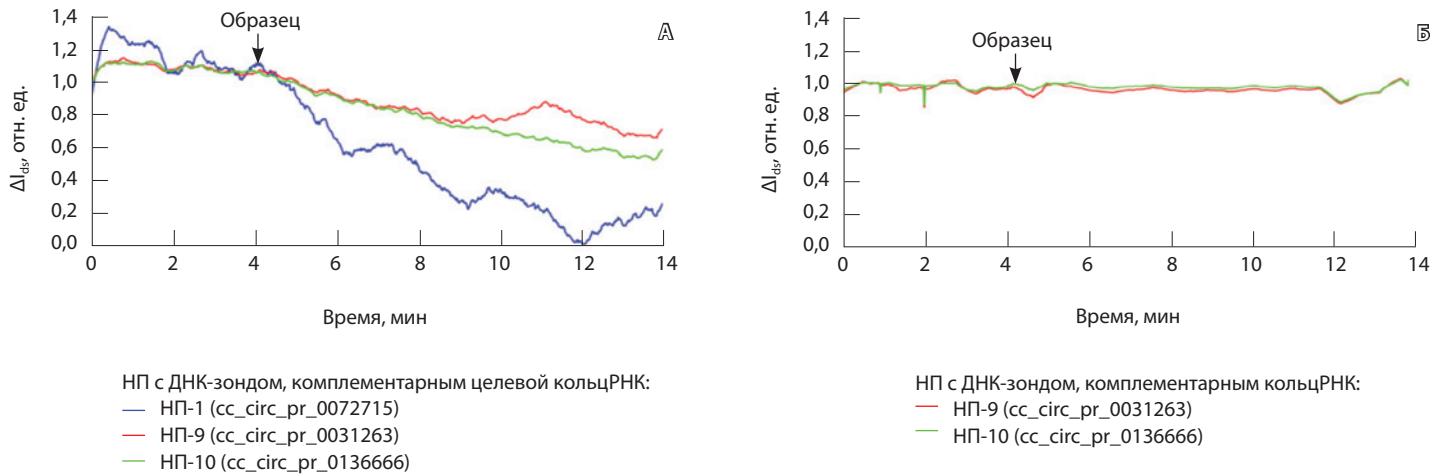 Образец
А
1,4
1,2
1,0
0,8
0,6
0,4
0,2
0,0
ΔIds, отн. ед.
0 2 4 6 8 10 12 14
Время, мин
НП с ДНК-зондом, комплементарным целевой кольцРНК:
НП-1 (cc_circ_pr_0072715)
НП-9 (cc_circ_pr_0031263)
НП-10 (cc_circ_pr_0136666)
Образец
Б
1,4
1,2
1,0
0,8
0,6
0,4
0,2
0,0
ΔIds, отн. ед.
0 2 4 6 8 10 12 14
Время, мин
НП с ДНК-зондом, комплементарным кольцРНК:
НП-9 (cc_circ_pr_0031263)
НП-10 (cc_circ_pr_0136666)